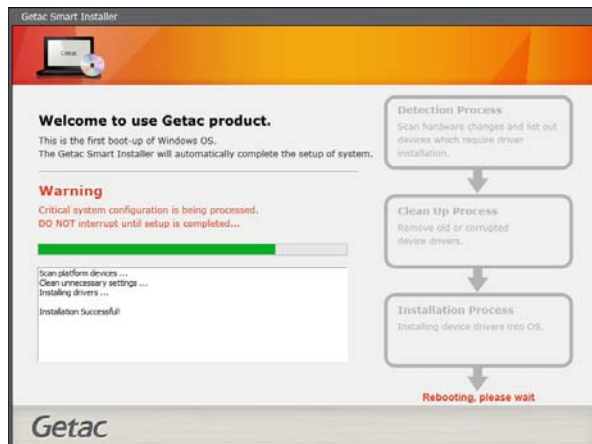 Getac Smart Installer
Getac
Welcome to use Getac product.
This is the first boot-up of Windows OS.
The Getac Smart Installer will automatically complete the setup of system.
Warning
Critical system configuration is being processed.
DO NOT interrupt until setup is completed...
Scan platform devices ...
Clean unnecessary settings ...
Installing drivers ...
Installation Successful!
Detection Process
Scan hardware changes and list out
devices which require driver
installation.
Clean Up Process
Remove old or corrupted
device drivers.
Installation Process
Installing device drivers into OS.
Rebooting, please wait
Getac